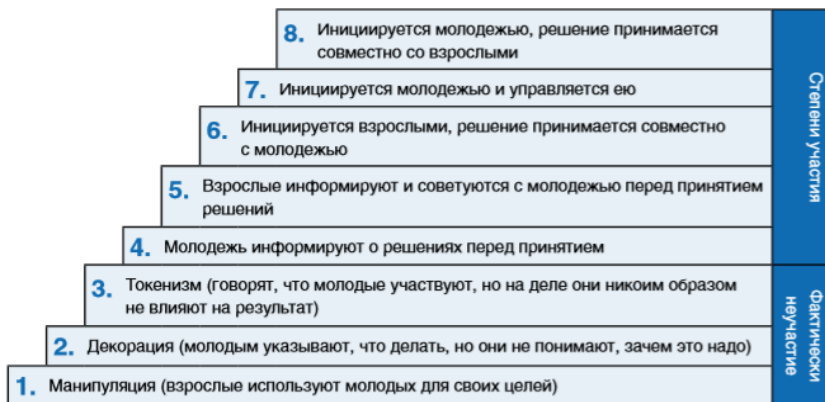 8. Инициируется молодежью, решение принимается
совместно со взрослыми
7. Инициируется молодежью и управляется ею
6. Инициируется взрослыми, решение принимается совместно
с молодежью
5. Взрослые информируют и советуются с молодежью перед принятием
решений
4. Молодежь информируют о решениях перед принятием
3. Токенизм (говорят, что молодые участвуют, но на деле они никоим образом
не влияют на результат)
2. Декорация (молодым указывают, что делать, но они не понимают, зачем это надо)
1. Манипуляция (взрослые используют молодых для своих целей)
Степени участия
Фактически
неучастие